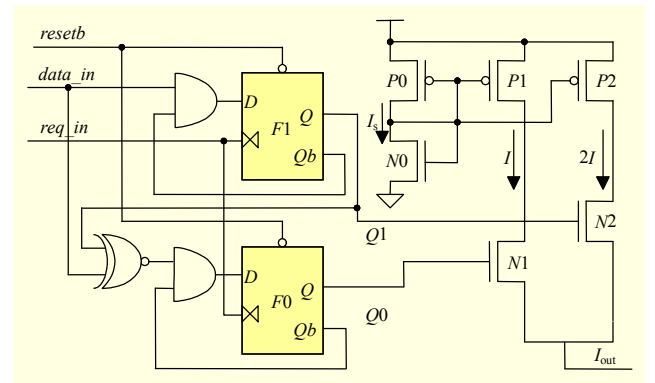 resetb
data_in
req_in
D
F1
Q
Qb
P0
P1
P2
Is
N0
I
2I
N2
Q1
N1
D
F0
Q
Qb
Q0
Iout